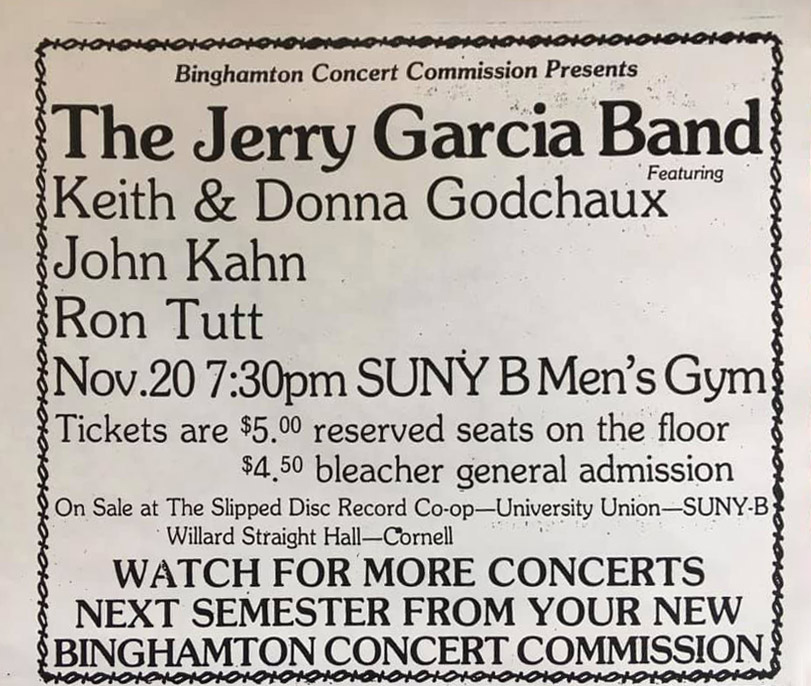 Binghamton Concert Commission Presents
The Jerry Garcia Band
Featuring
Keith & Donna Godchaux
John Kahn
Ron Tutt
Nov.20 7:30pm SUNY B Men's Gym
Tickets are $5.00 reserved seats on the floor
$4.50 bleacher general admission
On Sale at The Slipped Disc Record Co-op—University Union—SUNY-B
Willard Straight Hall—Cornell
WATCH FOR MORE CONCERTS
NEXT SEMESTER FROM YOUR NEW
BINGHAMTON CONCERT COMMISSION